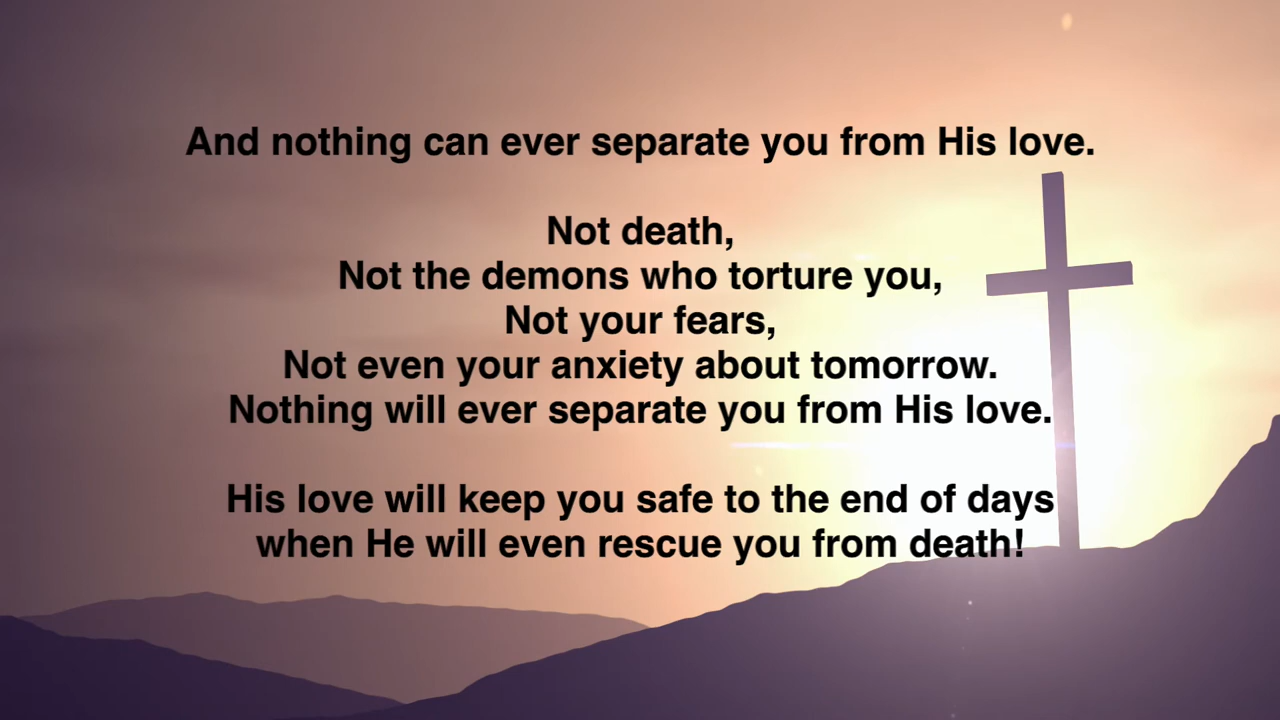 And nothing can ever separate you from His love.
Not death,
Not the demons who torture you,
Not your fears,
Not even your anxiety about tomorrow.
Nothing will ever separate you from His love.
His love will keep you safe to the end of days
when He will even rescue you from death!